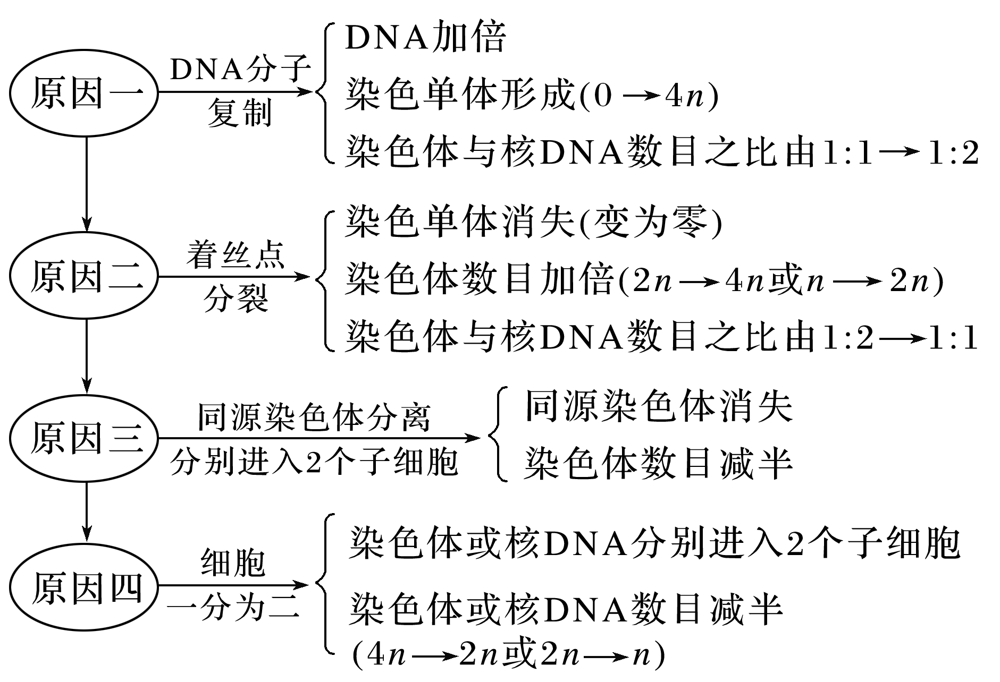 原因一
DNA分子
复制
DNA加倍
染色单体形成(0→4n)
染色体与核DNA数目之比由1:1→1:2
原因二
着丝点
分裂
染色单体消失(变为零)
染色体数目加倍(2n→4n或n→2n)
染色体与核DNA数目之比由1:2→1:1
原因三
同源染色体分离
分别进入2个子细胞
同源染色体消失
染色体数目减半
原因四
细胞
一分为二
染色体或核DNA分别进入2个子细胞
染色体或核DNA数目减半
(4n→2n或2n→n)